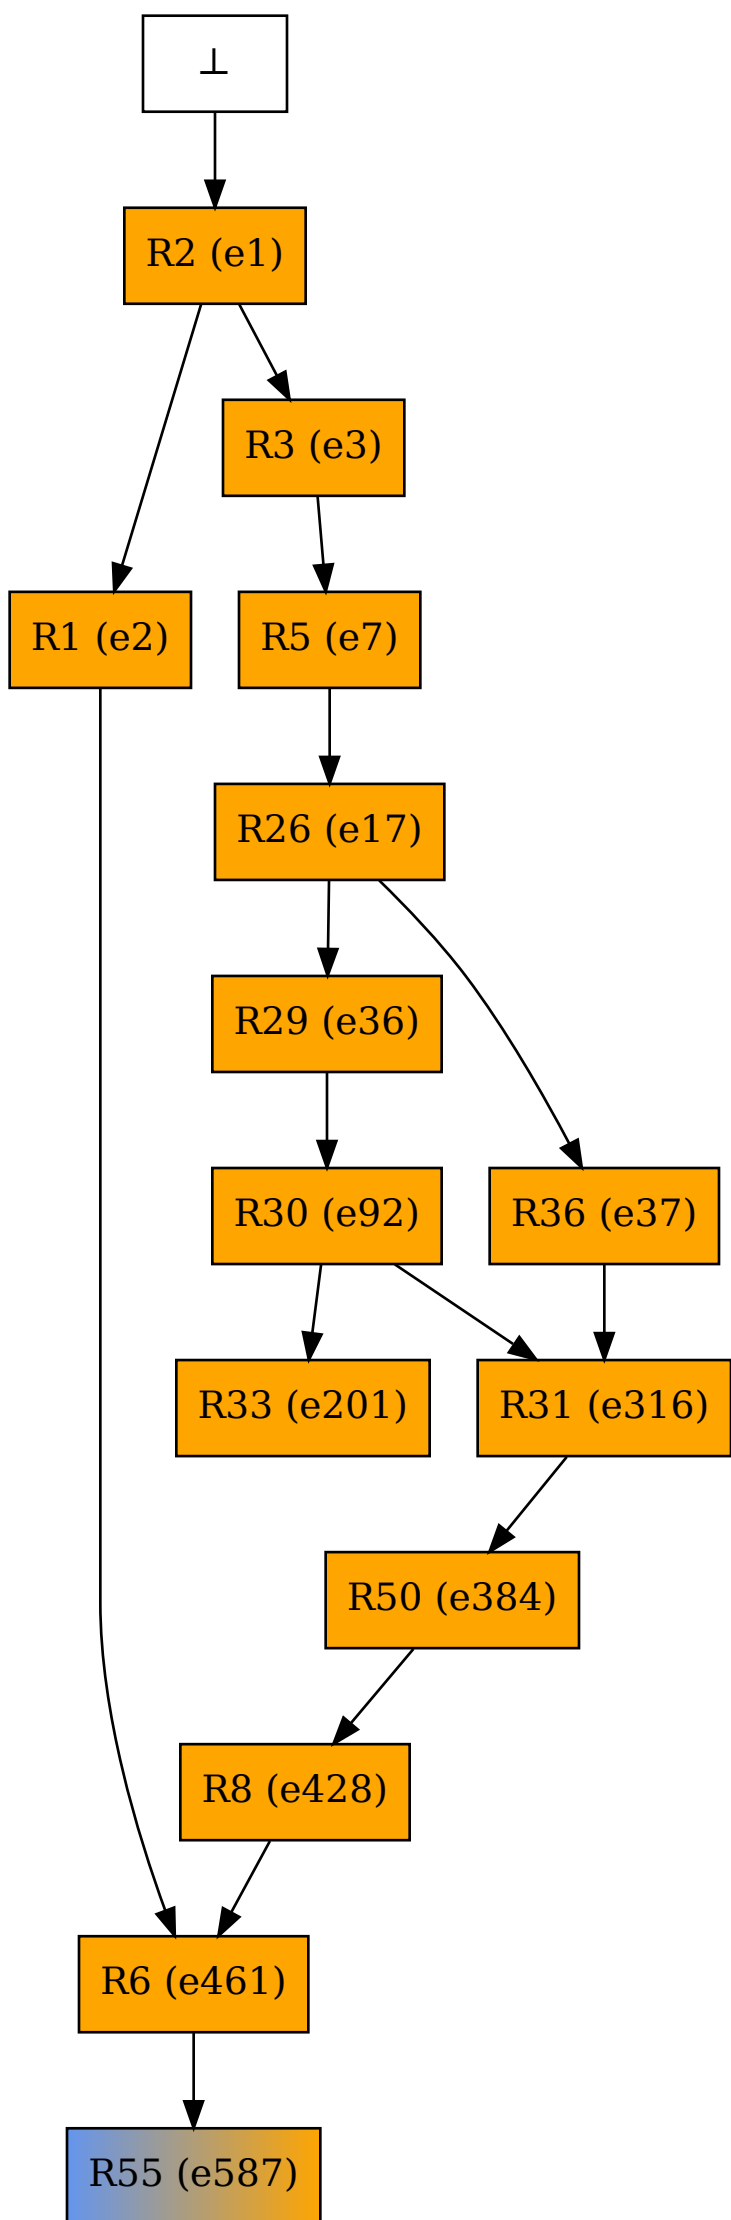 ⊥
R2 (e1)
R3 (e3)
R1 (e2)
R5 (e7)
R26 (e17)
R29 (e36)
R30 (e92)
R36 (e37)
R33 (e201)
R31 (e316)
R50 (e384)
R8 (e428)
R6 (e461)
R55 (e587)